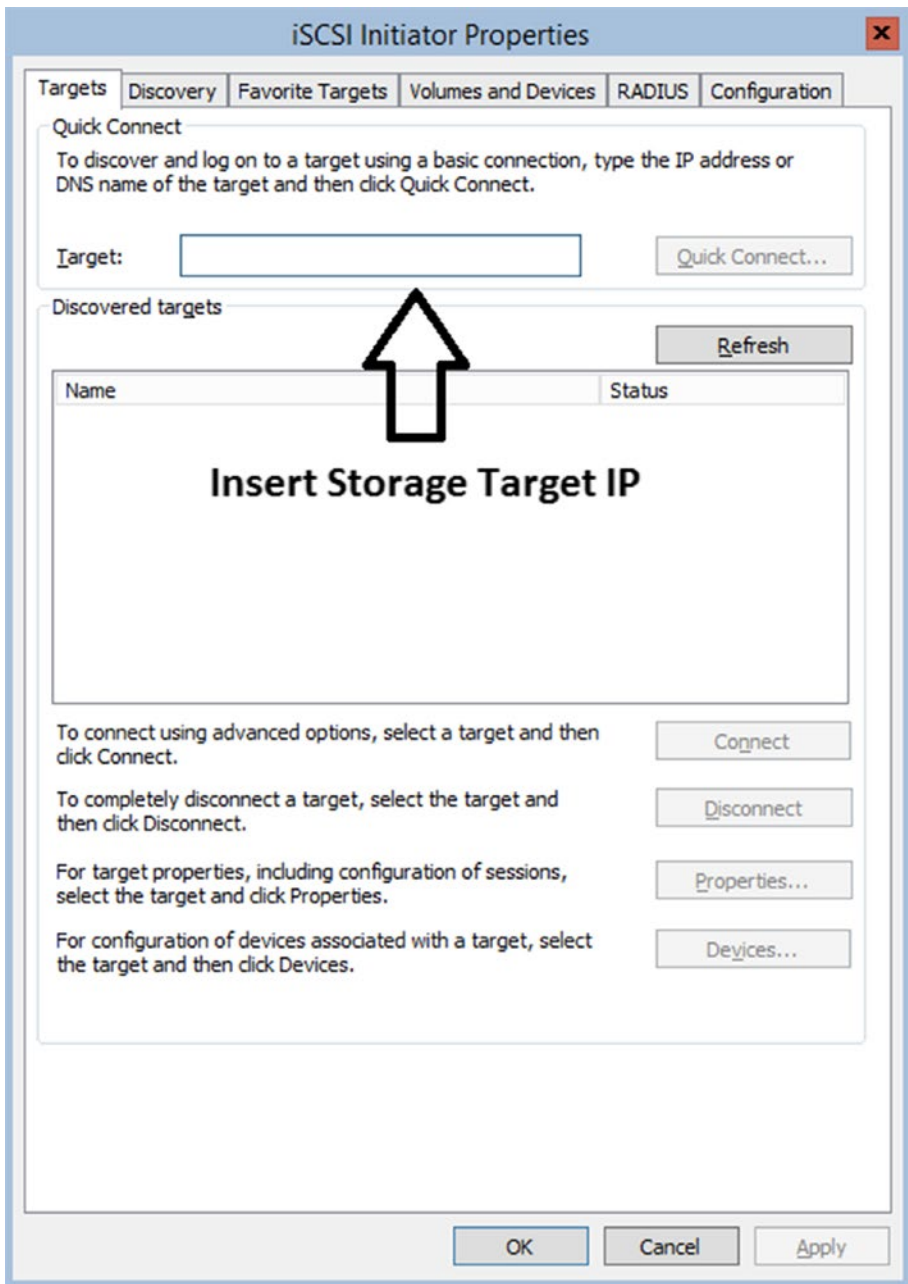 iSCSI Initiator Properties
x
Targets Discovery Favorite Targets Volumes and Devices RADIUS Configuration
Quick Connect
To discover and log on to a target using a basic connection, type the IP address or
DNS name of the target and then click Quick Connect.
Target:
Quick Connect...
Discovered targets
Refresh
Name Status
Insert Storage Target IP
To connect using advanced options, select a target and then
click Connect.
Connect
To completely disconnect a target, select the target and
then click Disconnect.
Disconnect
For target properties, including configuration of sessions,
select the target and click Properties.
Properties...
For configuration of devices associated with a target, select
the target and then click Devices.
Devices...
OK Cancel Apply